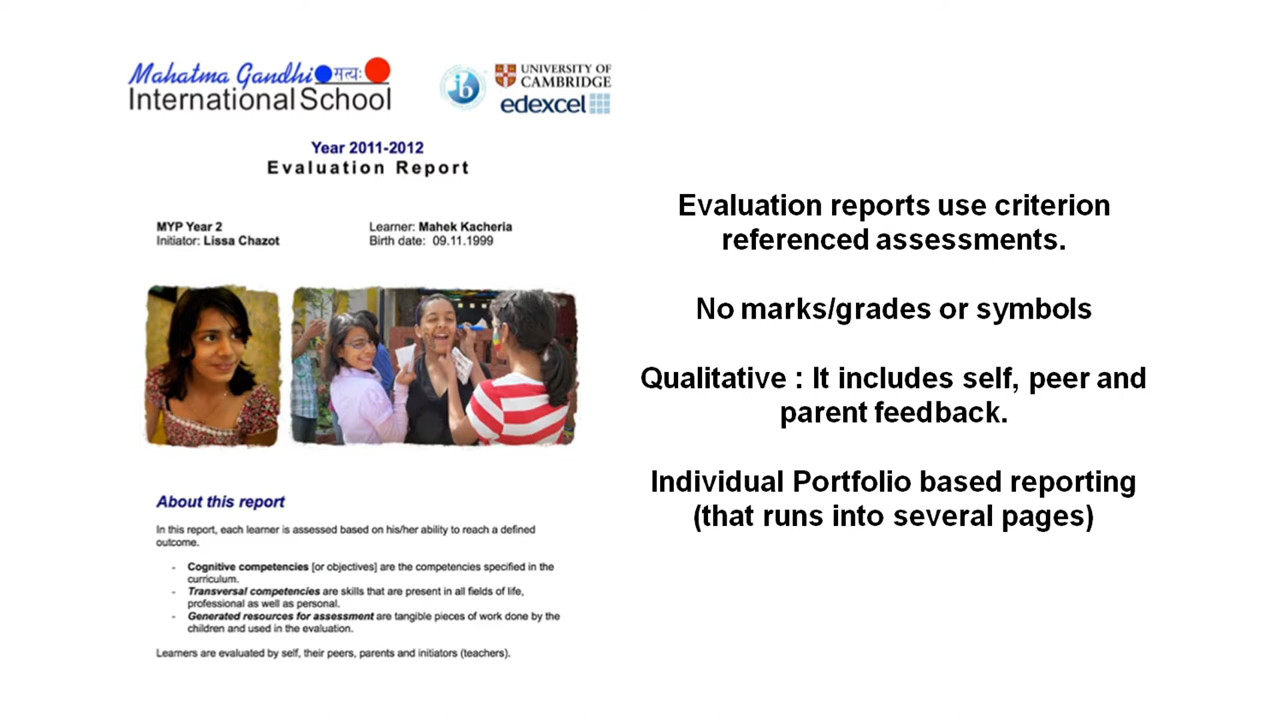 Mahatma Gandhi सत्यः
International School
ib
UNIVERSITY OF
CAMBRIDGE
edexcel
Year 2011-2012
Evaluation Report
MYP Year 2
Initiator: Lissa Chazot
Learner: Mahek Kacheria
Birth date: 09.11.1999
About this report
In this report, each learner is assessed based on his/her ability to reach a defined
outcome.
- Cognitive competencies [or objectives] are the competencies specified in the
curriculum.
- Transversal competencies are skills that are present in all fields of life,
professional as well as personal.
- Generated resources for assessment are tangible pieces of work done by the
children and used in the evaluation.
Learners are evaluated by self, their peers, parents and initiators (teachers).
Evaluation reports use criterion
referenced assessments.
No marks/grades or symbols
Qualitative : It includes self, peer and
parent feedback.
Individual Portfolio based reporting
(that runs into several pages)